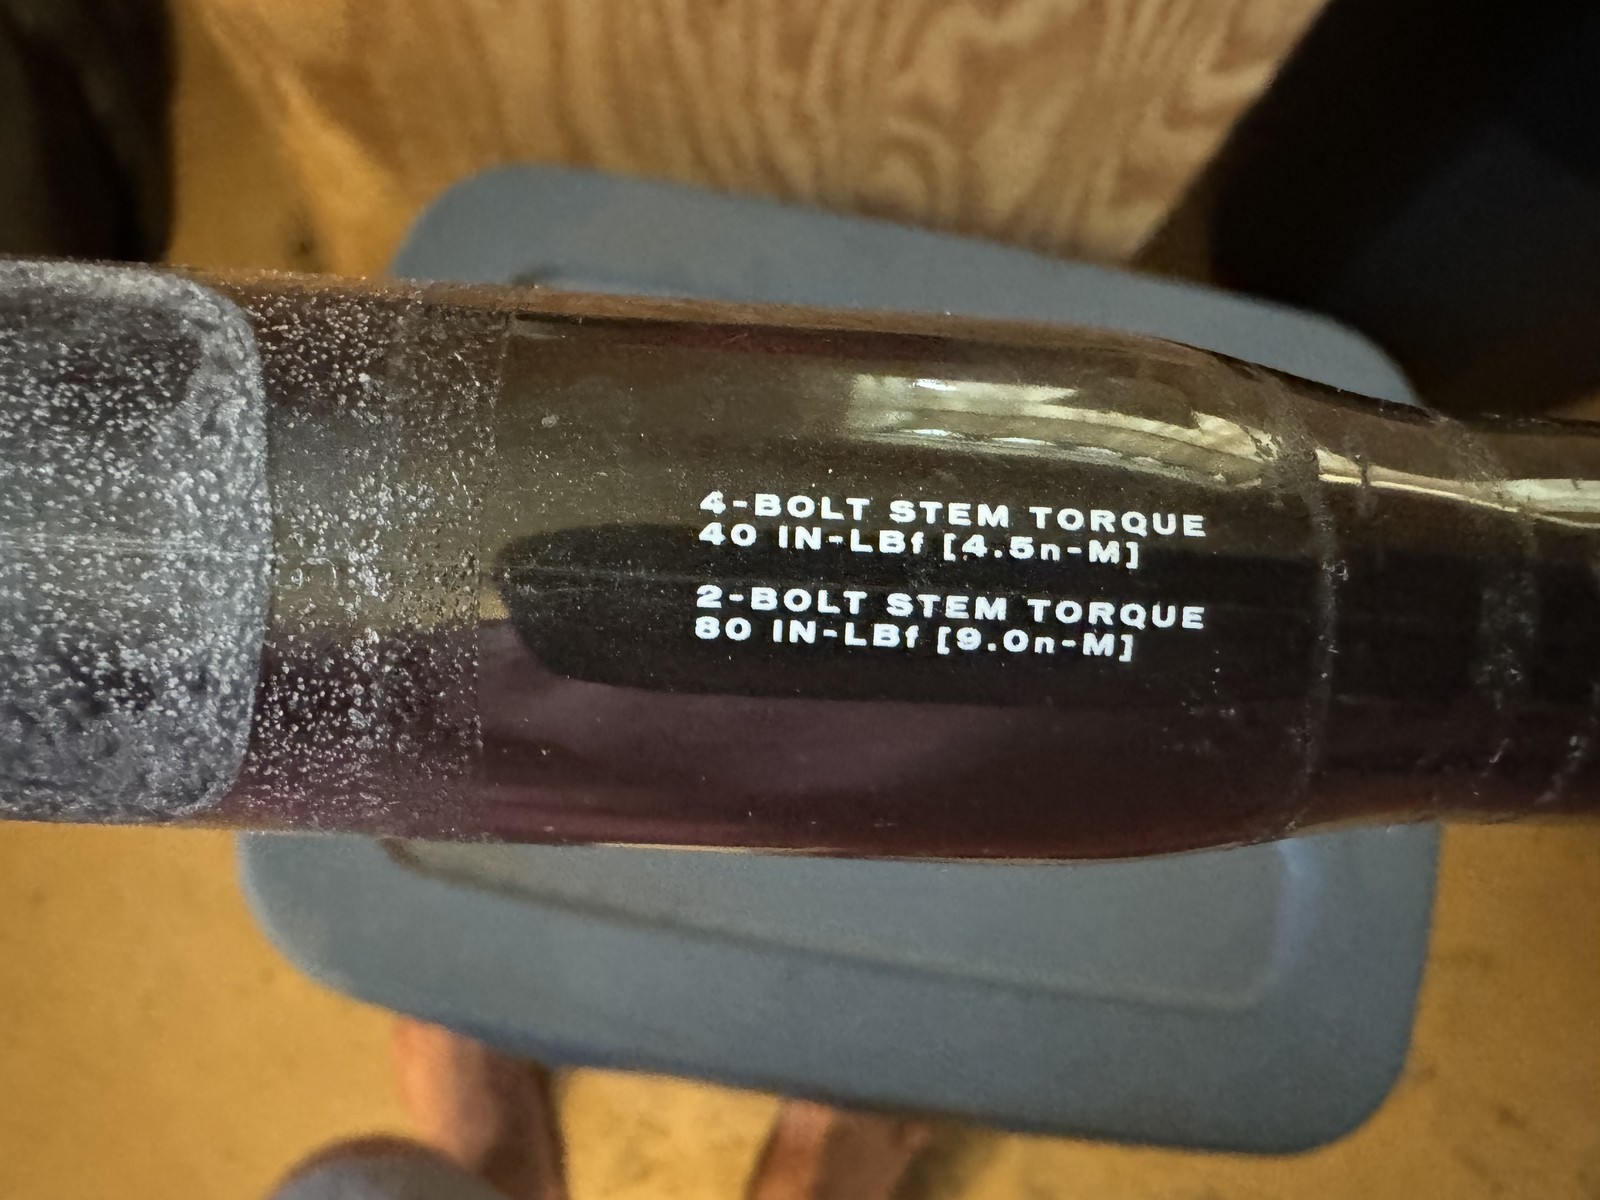 4-BOLT STEM TORQUE
40 IN-LBf [4.5n-M]
2-BOLT STEM TORQUE
80 IN-LBf [9.0n-M]